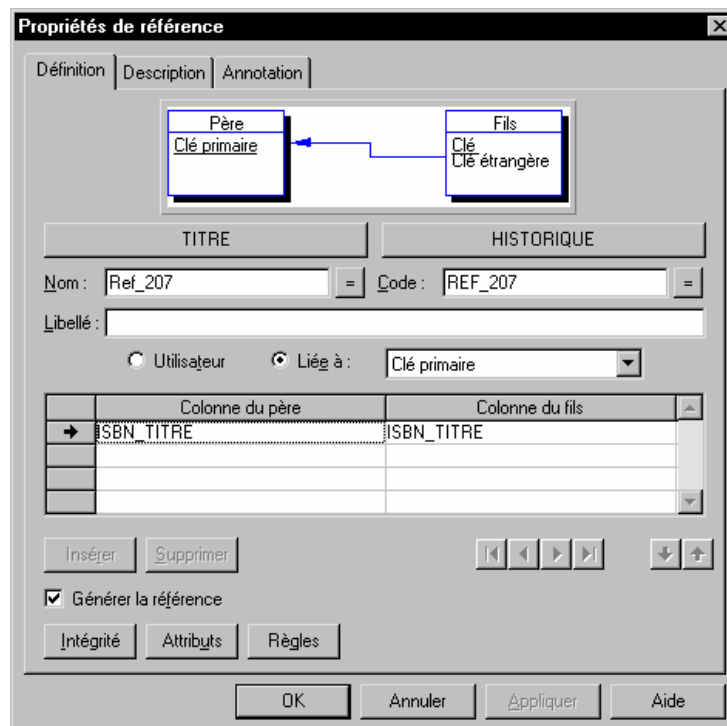 Propriétés de référence
Définition Description Annotation
Père Fils
Clé primaire Clé
Clé étrangère
TITRE HISTORIQUE
Nom : Ref_207 = Code : REF_207 =
Libellé :
Utilisateur Liée à : Clé primaire
Colonne du père Colonne du fils
ISBN_TITRE ISBN_TITRE
Insérer Supprimer
Générer la référence
Intégrité Attributs Règles
OK Annuler Appliquer Aide